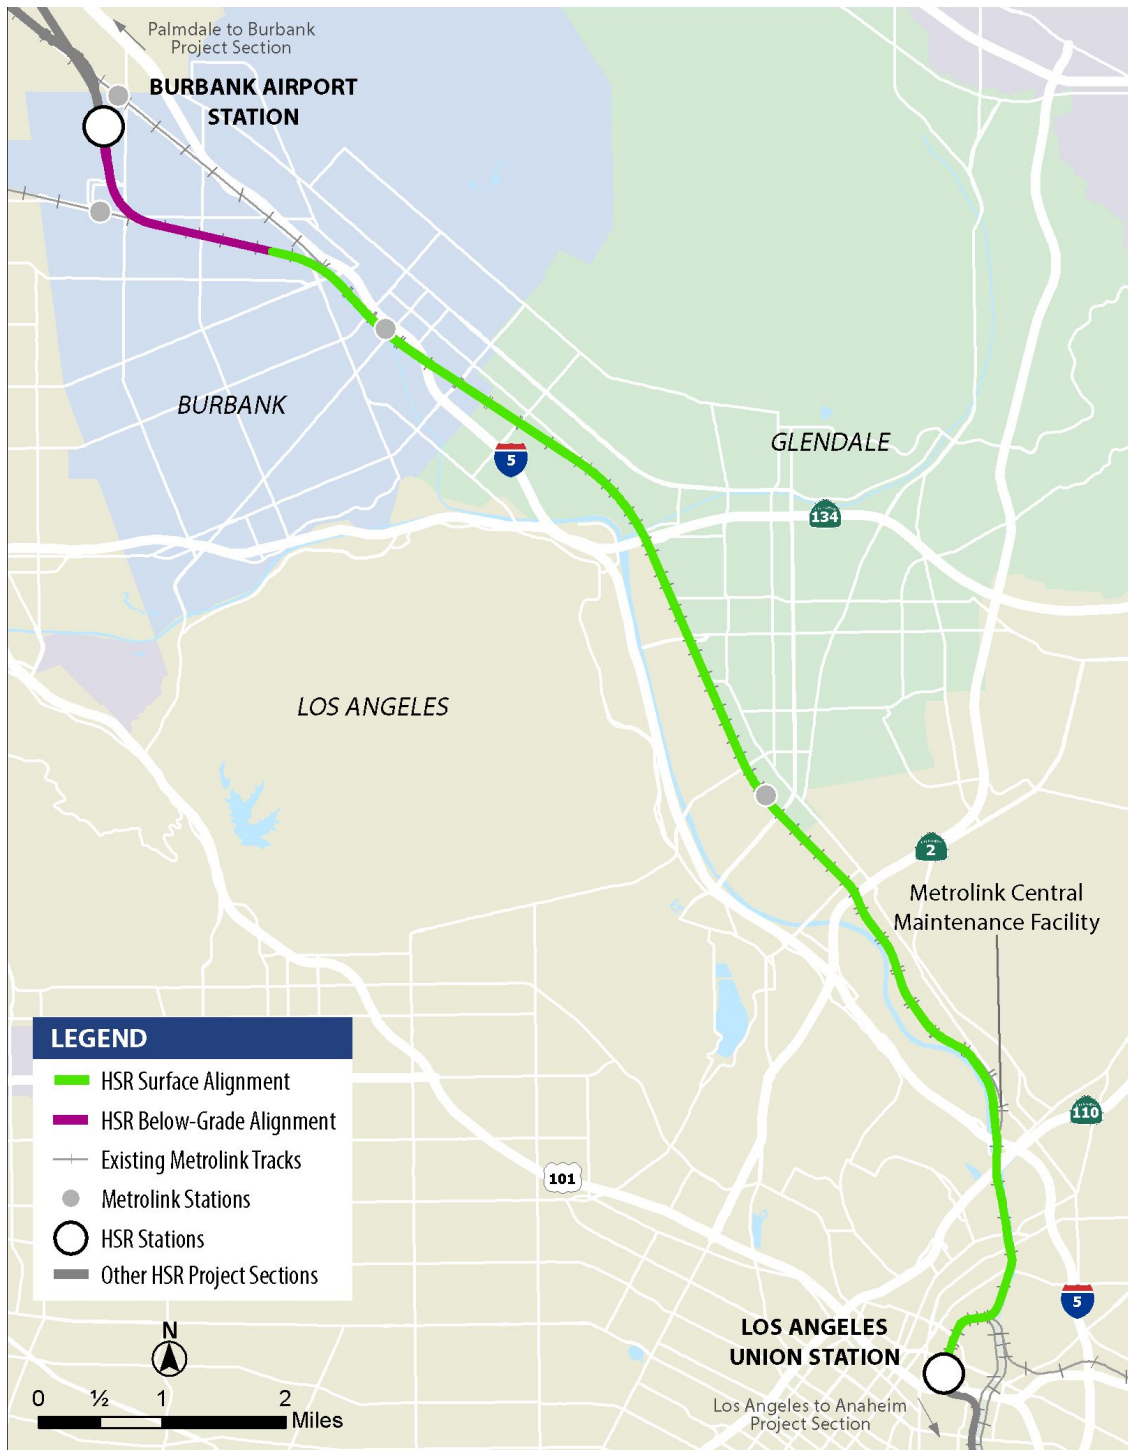 Palmdale to Burbank
Project Section
BURBANK AIRPORT
STATION
BURBANK
GLENDALE
5
134
LOS ANGELES
2
Metrolink Central
Maintenance Facility
LEGEND
HSR Surface Alignment
HSR Below-Grade Alignment
Existing Metrolink Tracks
Metrolink Stations
HSR Stations
Other HSR Project Sections
110
101
5
N
LOS ANGELES
UNION STATION
0 ½ 1 2
Miles
Los Angeles to Anaheim
Project Section